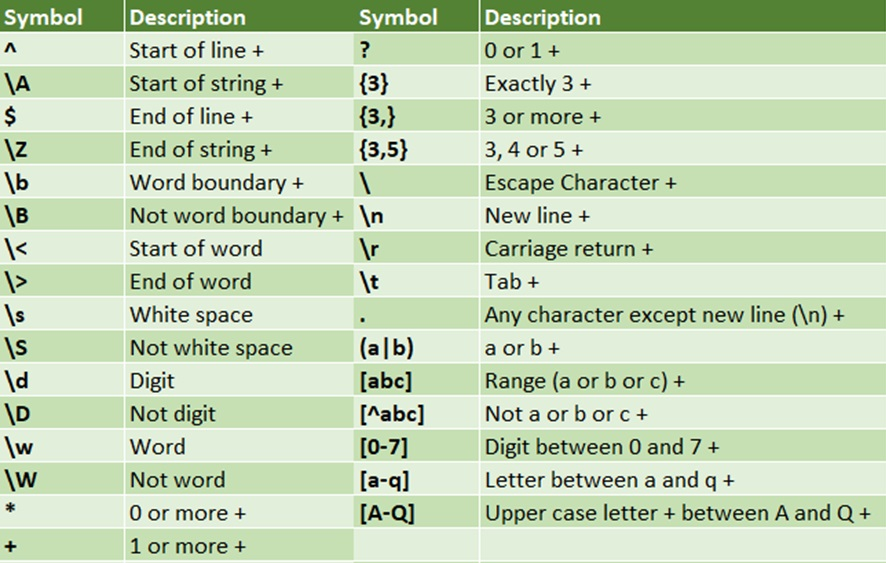 Symbol Description Symbol Description
^ Start of line + ? 0 or 1 +
\A Start of string + {3} Exactly 3 +
$ End of line + {3,} 3 or more +
\Z End of string + {3,5} 3, 4 or 5 +
\b Word boundary + \ Escape Character +
\B Not word boundary + \n New line +
\< Start of word \r Carriage return +
\> End of word \t Tab +
\s White space . Any character except new line (\n) +
\S Not white space (a|b) a or b +
\d Digit [abc] Range (a or b or c) +
\D Not digit [^abc] Not a or b or c +
\w Word [0-7] Digit between 0 and 7 +
\W Not word [a-q] Letter between a and q +
* 0 or more + [A-Q] Upper case letter + between A and Q +
+ 1 or more +